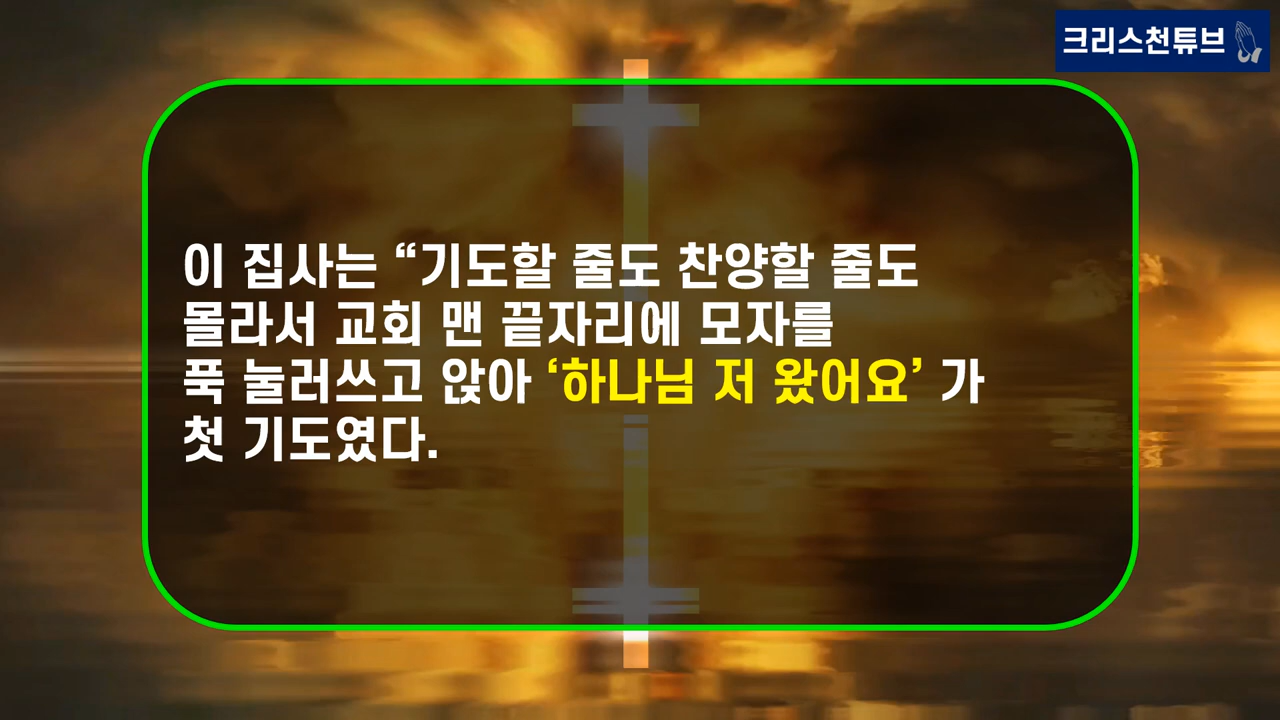 크리스천튜브
이 집사는 “기도할 줄도 찬양할 줄도
몰라서 교회 맨 끝자리에 모자를
푹 눌러쓰고 앉아 ‘하나님 저 왔어요’ 가
첫 기도였다.